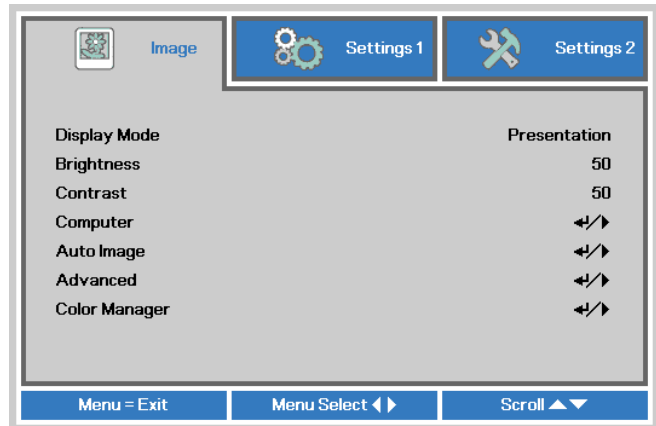 Image Settings 1 Settings 2
Display Mode Presentation
Brightness 50
Contrast 50
Computer ↵/▶
Auto Image ↵/▶
Advanced ↵/▶
Color Manager ↵/▶
Menu = Exit Menu Select ◀▶ Scroll ▲▼